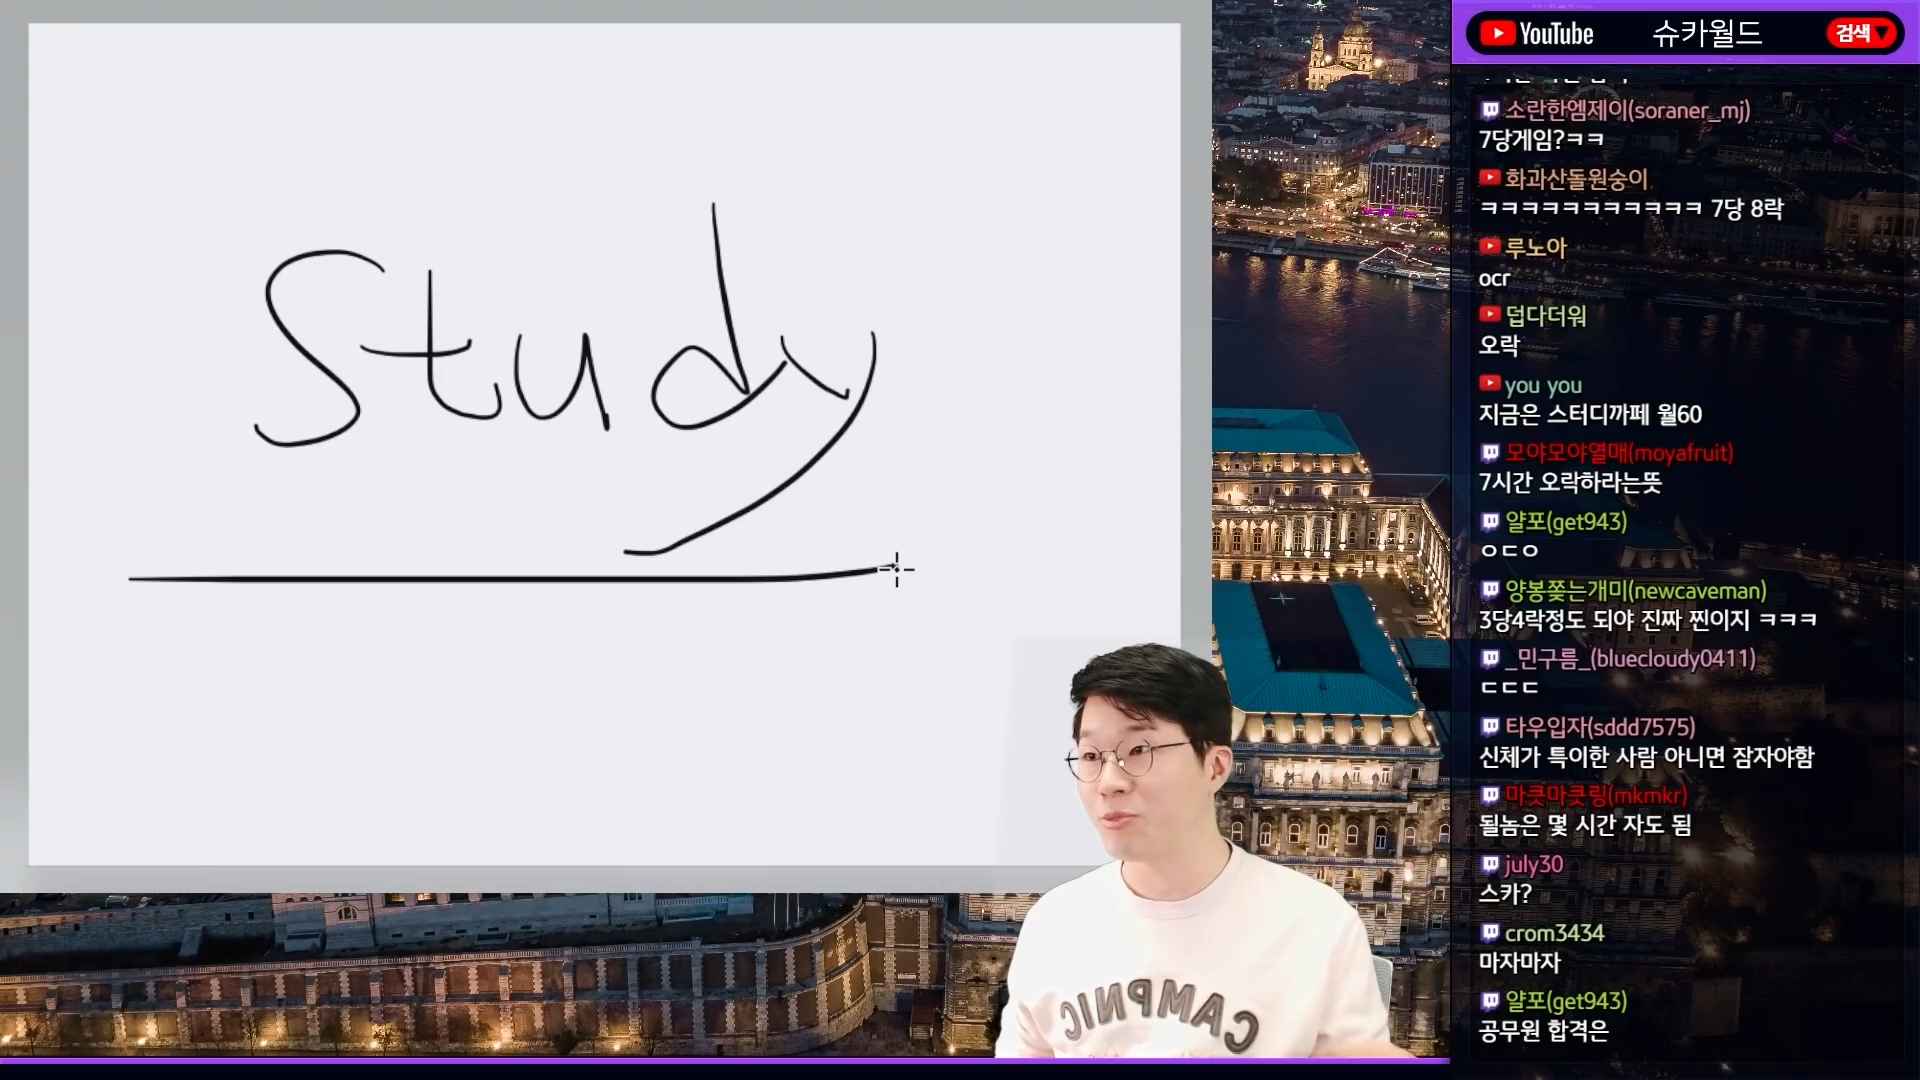 Study
CAMPNIC
YouTube 슈카월드 검색▼
소란한엠제이(soraner_mj)
7당게임?ㅋㅋ
화과산돌원숭이
ㅋㅋㅋㅋㅋㅋㅋㅋㅋㅋㅋ 7당 8락
루노아
ocr
덥다더워
오락
you you
지금은 스터디까페 월60
모야모야열매(moyafruit)
7시간 오락하라는뜻
얄포(get943)
ㅇㄷㅇ
양봉쫒는개미(newcaveman)
3당4락정도 되야 진짜 찐이지 ㅋㅋㅋ
_민구름_(bluecloudy0411)
ㄷㄷㄷ
타우입자(sddd7575)
신체가 특이한 사람 아니면 잠자야함
마큿마큿링(mkmkr)
될놈은 몇 시간 자도 됨
july30
스카?
crom3434
마자마자
얄포(get943)
공무원 합격은